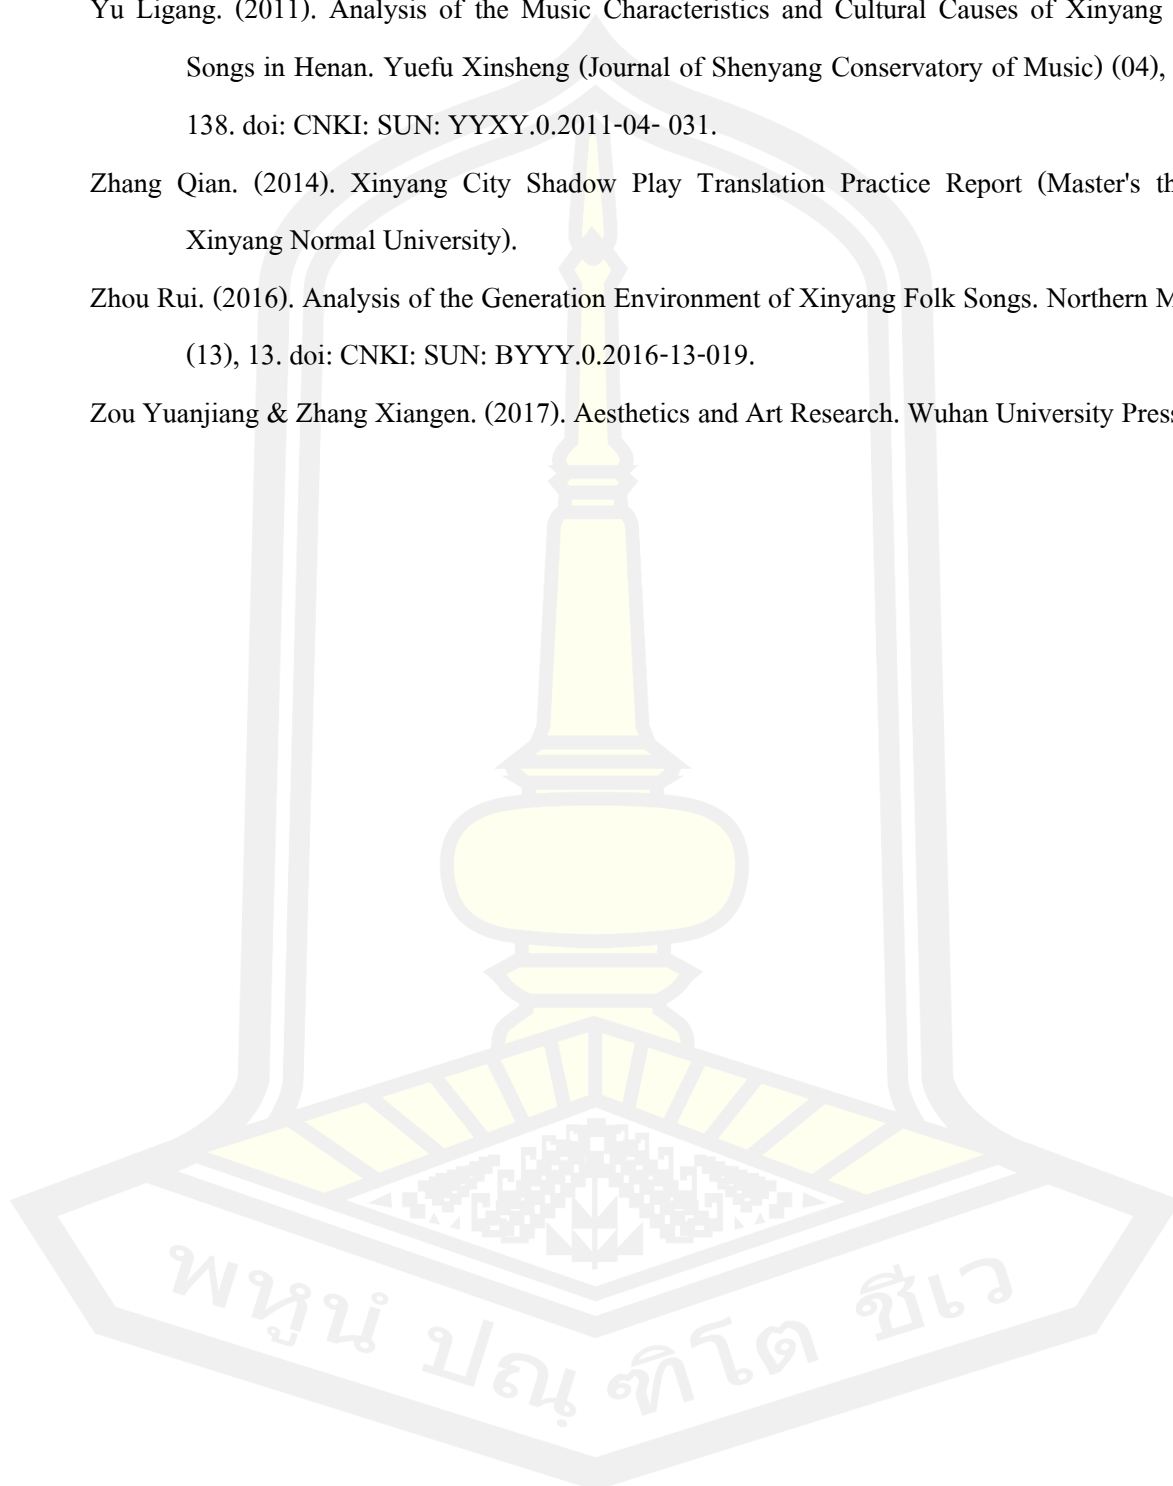 Yu Ligang. (2011). Analysis of the Music Characteristics and Cultural Causes of Xinyang
Songs in Henan. Yuefu Xinsheng (Journal of Shenyang Conservatory of Music) (04),
138. doi: CNKI: SUN: YYXY.0.2011-04- 031.
Zhang Qian. (2014). Xinyang City Shadow Play Translation Practice Report (Master's
Xinyang Normal University).
Zhou Rui. (2016). Analysis of the Generation Environment of Xinyang Folk Songs. Northern
(13), 13. doi: CNKI: SUN: BYYY.0.2016-13-019.
Zou Yuanjiang & Zhang Xiangen. (2017). Aesthetics and Art Research. Wuhan University Press
พหูนํ ปณฺฑิโต ชีเว